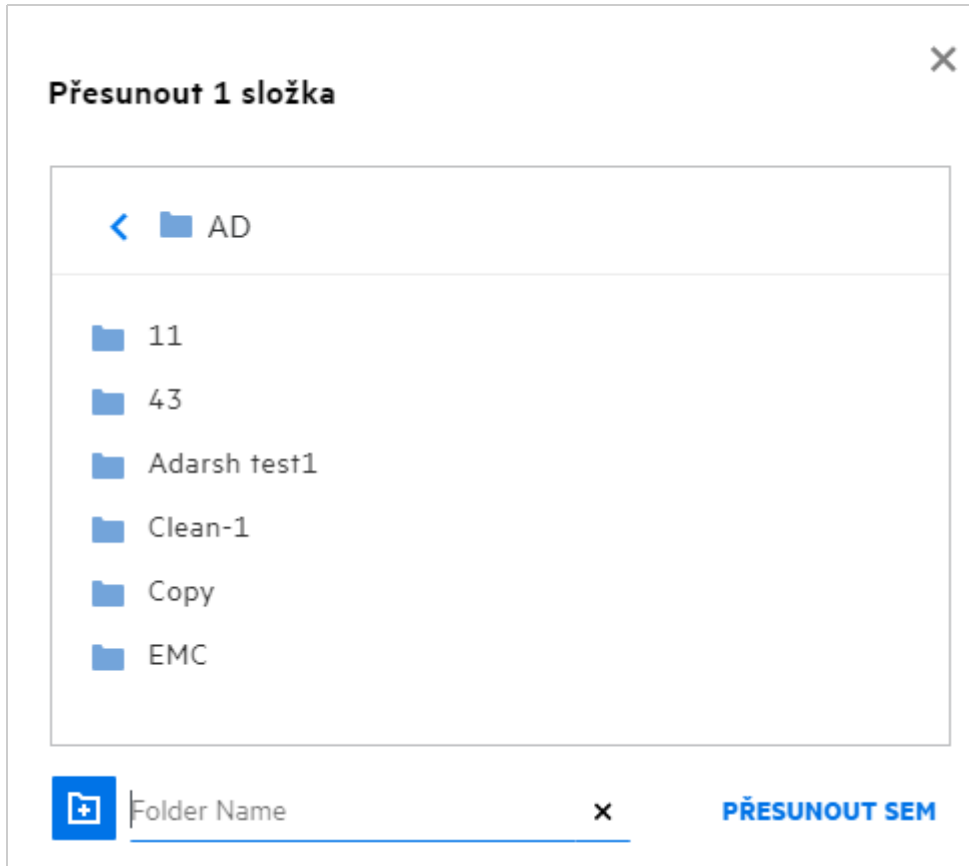 Přesunout 1 složka
AD
11
43
Adarsh test1
Clean-1
Copy
EMC
Folder Name
PŘESUNOUT SEM